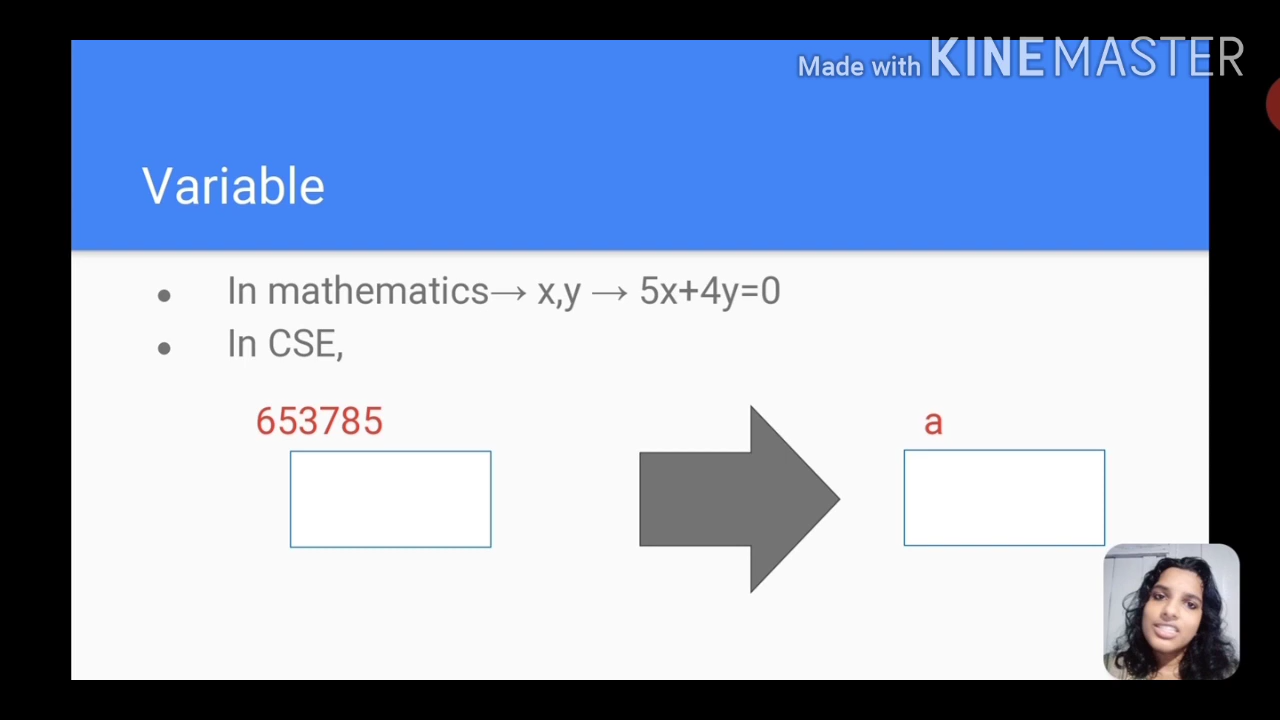 Made with KINEMASTER
Variable
• In mathematics→ x,y → 5x+4y=0
• In CSE,
653785
a